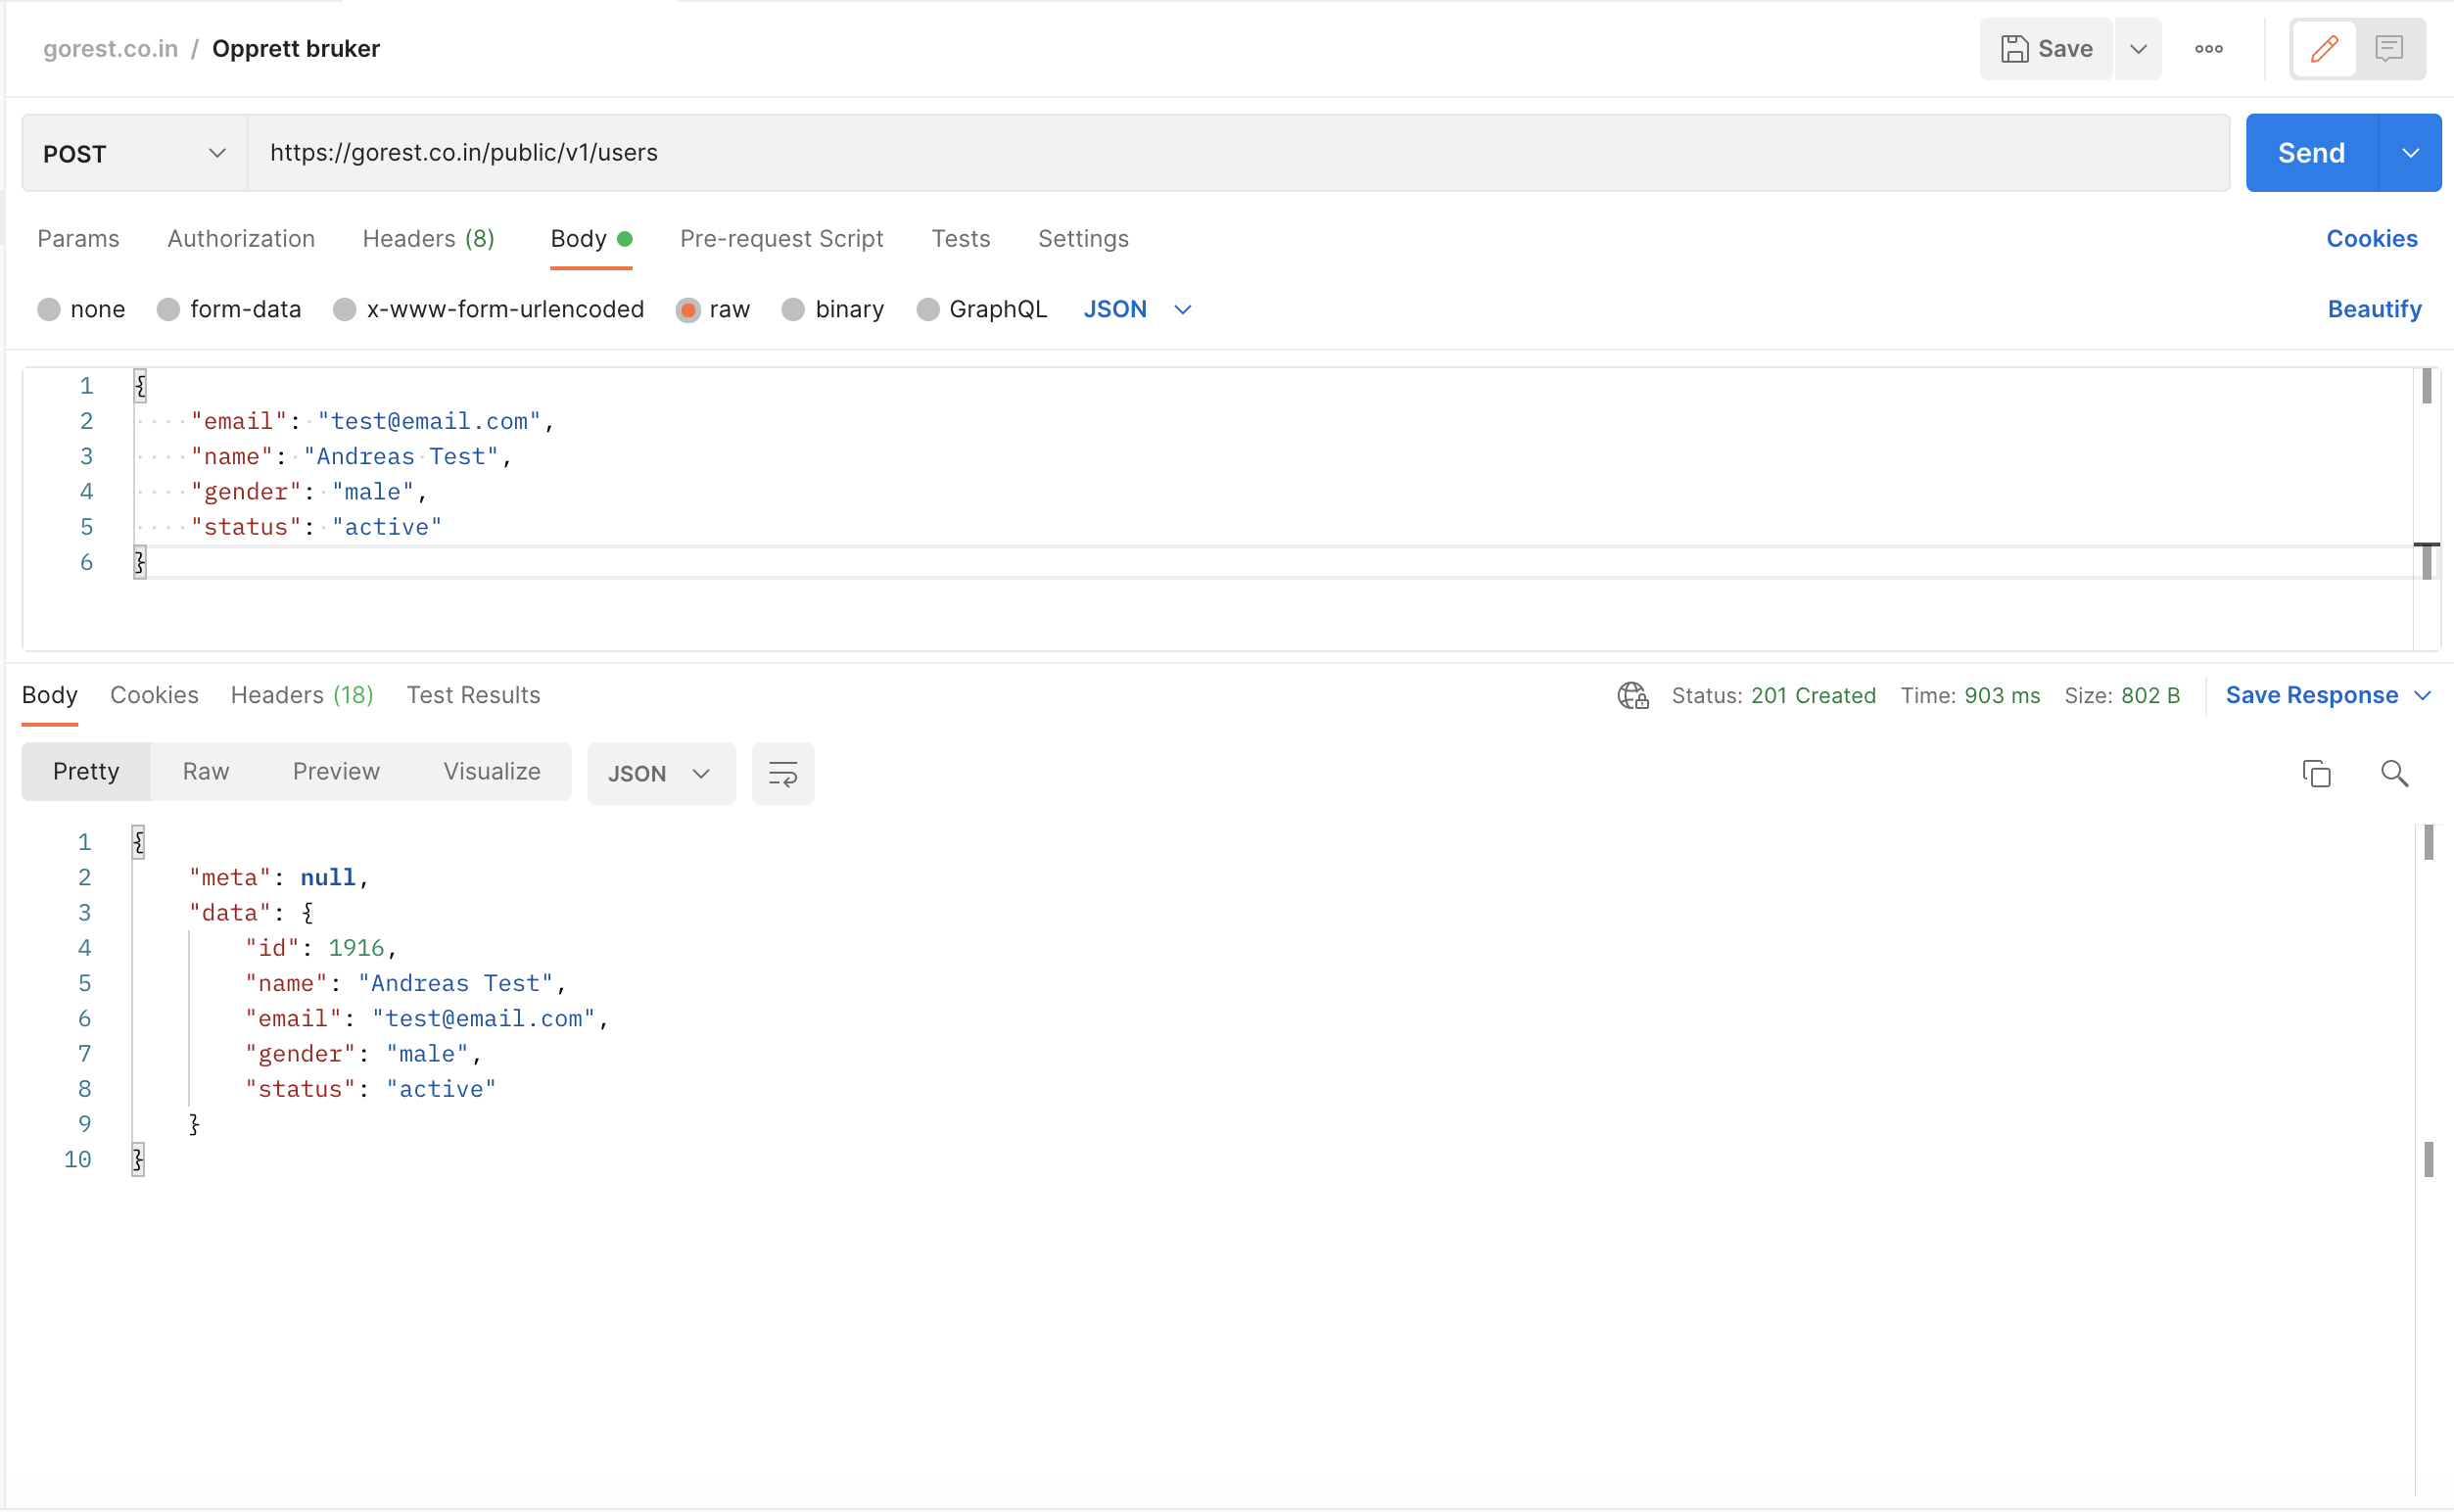 gorest.co.in / Opprett bruker
Save
POST
https://gorest.co.in/public/v1/users
Send
Params Authorization Headers (8) Body Pre-request Script Tests Settings Cookies
none form-data x-www-form-urlencoded raw binary GraphQL JSON Beautify
1 {
2 "email": "test@email.com",
3 "name": "Andreas Test",
4 "gender": "male",
5 "status": "active"
6 }
Body Cookies Headers (18) Test Results Status: 201 Created Time: 903 ms Size: 802 B Save Response
Pretty Raw Preview Visualize JSON
1 {
2 "meta": null,
3 "data": {
4 "id": 1916,
5 "name": "Andreas Test",
6 "email": "test@email.com",
7 "gender": "male",
8 "status": "active"
9 }
10 }